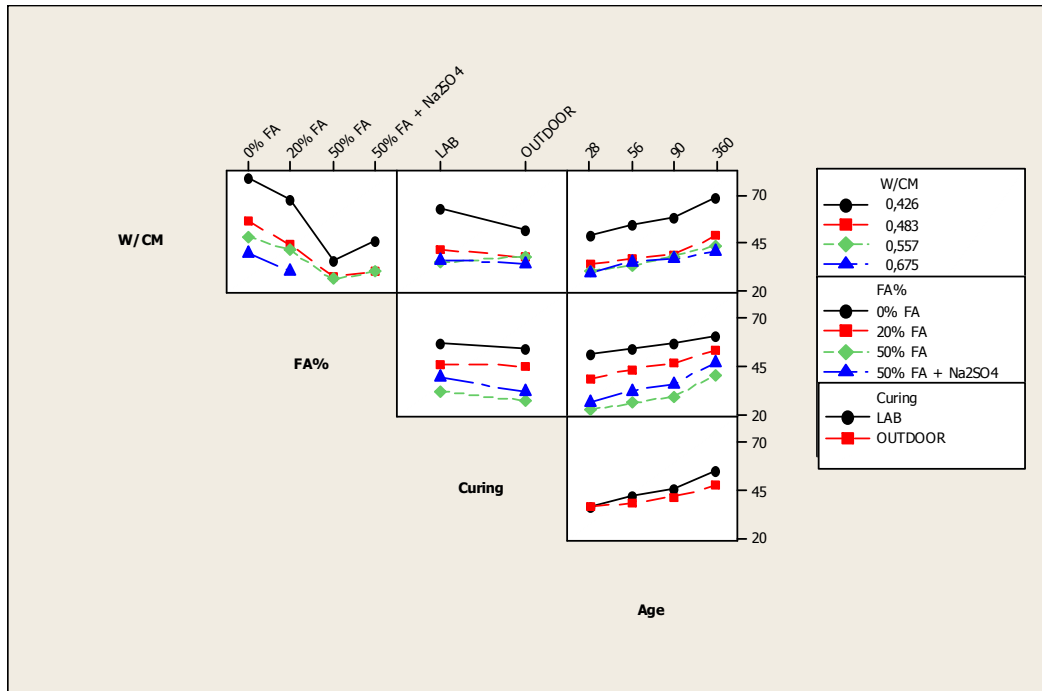 0% FA
20% FA
50% FA
50% FA + Na2SO4
LAB
OUTDOOR
28
56
90
360
W/CM
70
45
20
FA%
70
45
20
Curing
70
45
20
Age
W/CM
0,426
0,483
0,557
0,675
FA%
0% FA
20% FA
50% FA
50% FA + Na2SO4
Curing
LAB
OUTDOOR